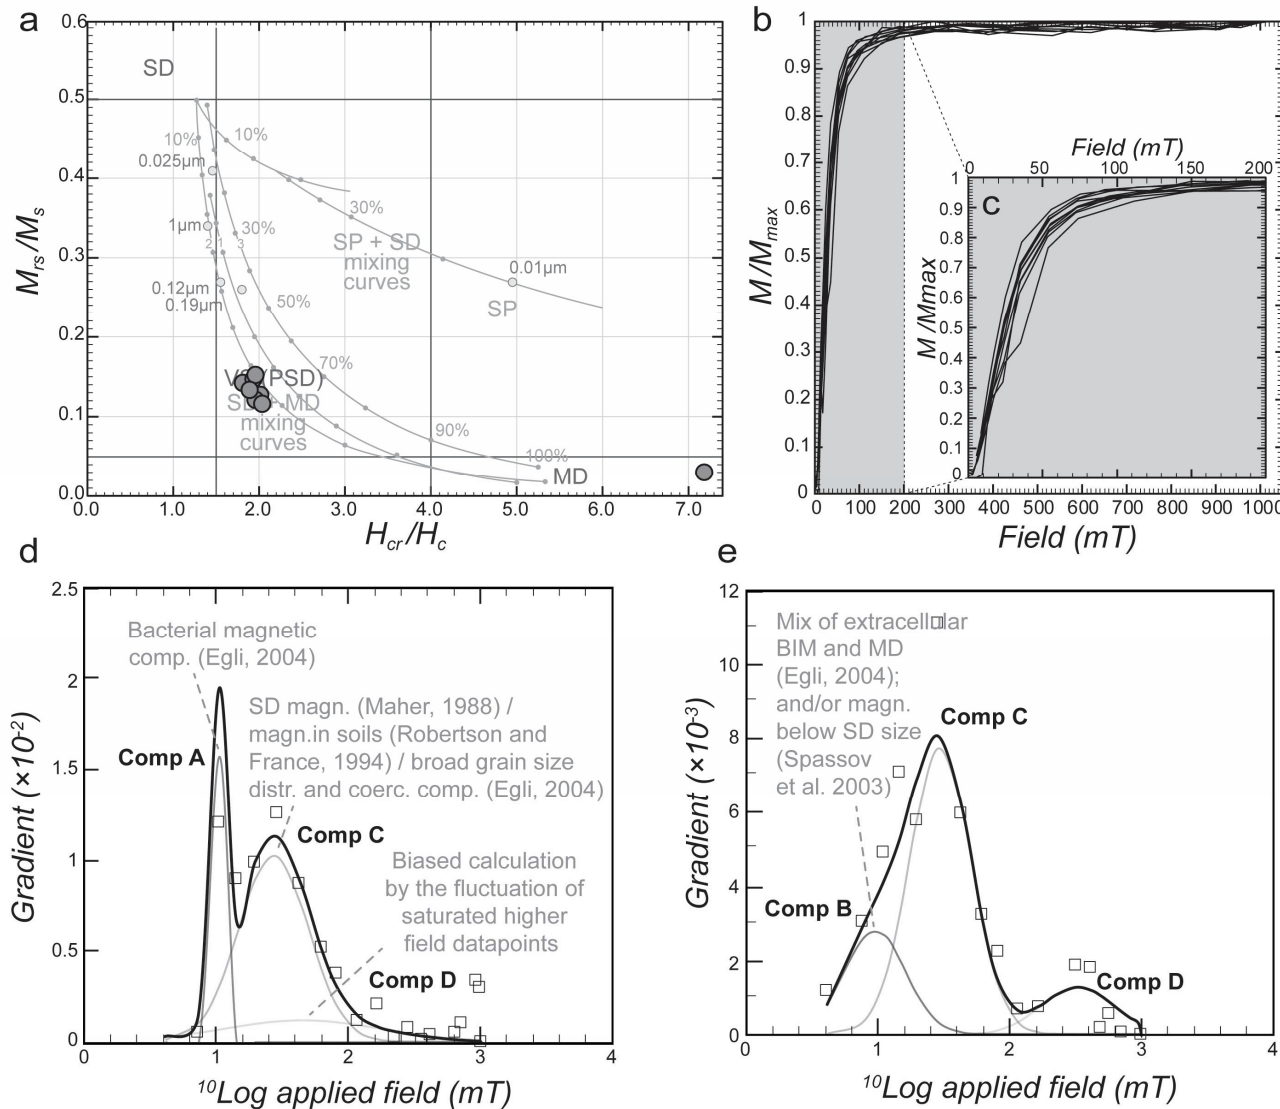 a
0.6
0.5
0.4
0.3
0.2
0.1
0.0
Mrs/Ms
SD
10%
10%
0.025µm
30%
1µm
30%
2 1 3
SP + SD
mixing
curves
0.01µm
0.12µm
0.19µm
SP
50%
70%
(PSD)
MD
mixing
curves
90%
100%
MD
0.0 1.0 2.0 3.0 4.0 5.0 6.0 7.0
Hcr/Hc
b
1
0.9
0.8
0.7
0.6
0.5
0.4
0.3
0.2
0.1
0
M/Mmax
0 100 200 300 400 500 600 700 800 900 1000
Field (mT)
Field (mT)
0 50 100 150 200
C
1
0.9
0.8
0.7
0.6
0.5
0.4
0.3
0.2
0.1
0
M/Mmax
d
2.5
2
1.5
1
0.5
0
Gradient (×10-2)
Bacterial magnetic
comp. (Egli, 2004)
SD magn. (Maher, 1988) /
magn.in soils (Robertson and
France, 1994) / broad grain size
distr. and coerc. comp. (Egli, 2004)
Comp A
Comp C
Biased calculation
by the fluctuation of
saturated higher
field datapoints
Comp D
0 1 2 3 4
10Log applied field (mT)
e
12
10
8
6
4
2
0
Gradient (×10-3)
Mix of extracellular
BIM and MD
(Egli, 2004);
and/or magn.
below SD size
(Spassov
et al. 2003)
Comp C
Comp B
Comp D
0 1 2 3 4
10Log applied field (mT)